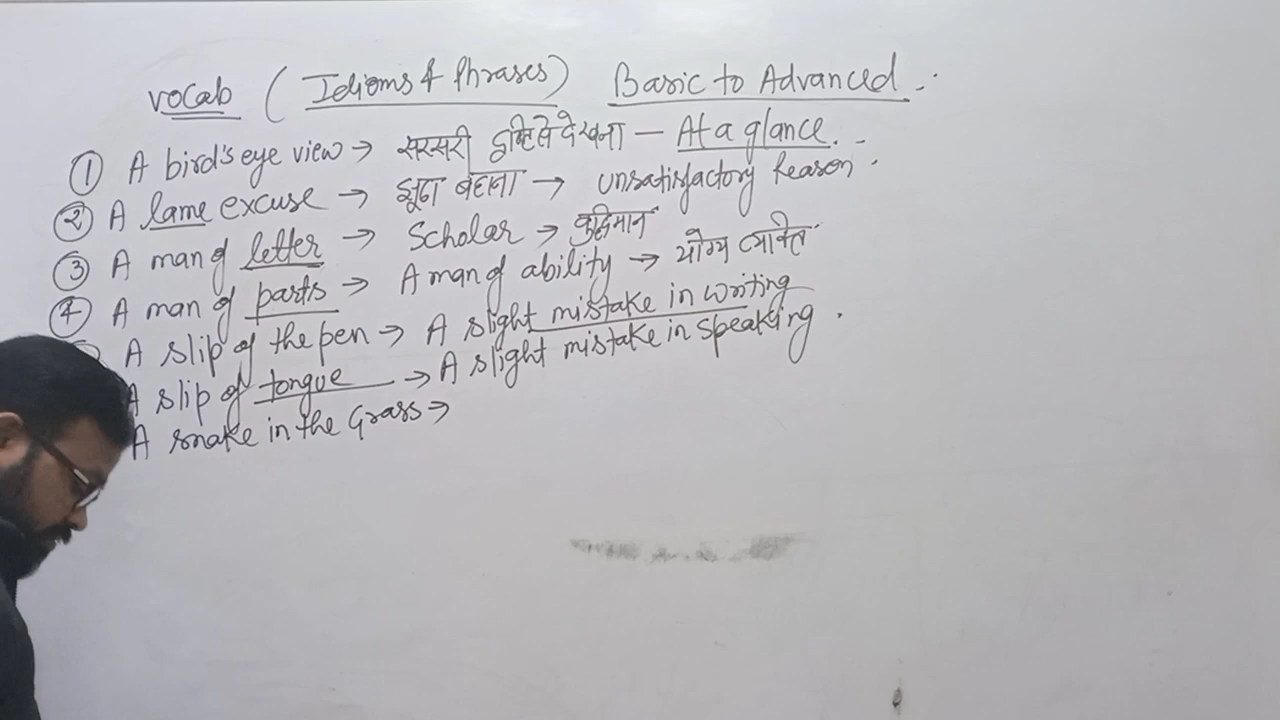 vocab (Idioms & Phrases) Basic to Advanced.
① A bird's eye view → सरसरी दृष्टि से देखना — At a glance.
② A lame excuse → झूठा बहाना → Unsatisfactory Reason
③ A man of letter → Scholar → बुद्धिमान
④ A man of parts → A man of ability → योग्य व्यक्ति
A slip of the pen → A slight mistake in writing
A slip of tongue → A slight mistake in speaking.
A snake in the Grass →